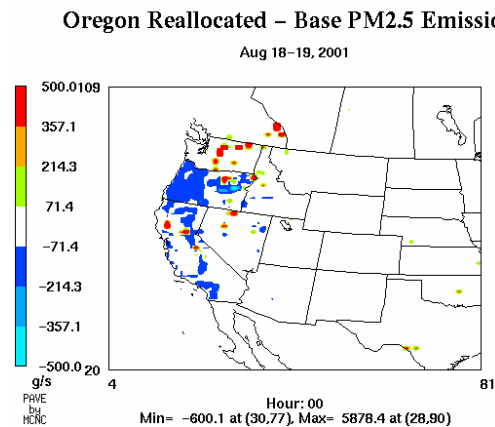 Oregon Reallocated – Base PM2.5 Emissio
Aug 18–19, 2001
500.0
109
357.1
214.3
71.4
−71.4
−214.3
−357.1
−500.0
20
g/s
4
81
PAVE
by
MCNC
Hour: 00
Min= −600.1 at (30,77), Max= 5878.4 (28,90)